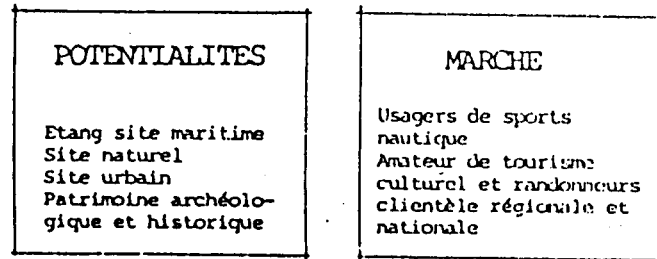 POTENTIALITES
Etang site maritime
Site naturel
Site urbain
Patrimoine archéolo-
gique et historique
MARCHE
Usagers de sports
nautique
Amateur de tourisme
culturel et randonneurs
clientèle régionale et
nationale